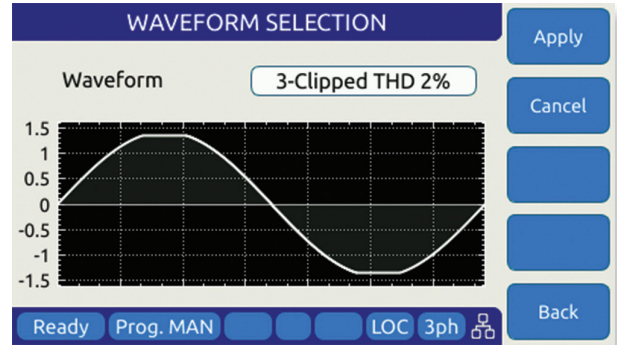 WAVEFORM SELECTION
Apply
Waveform
3-Clipped THD 2%
Cancel
1.5
1
0.5
0
-0.5
-1
-1.5
Back
Ready
Prog. MAN
LOC
3ph